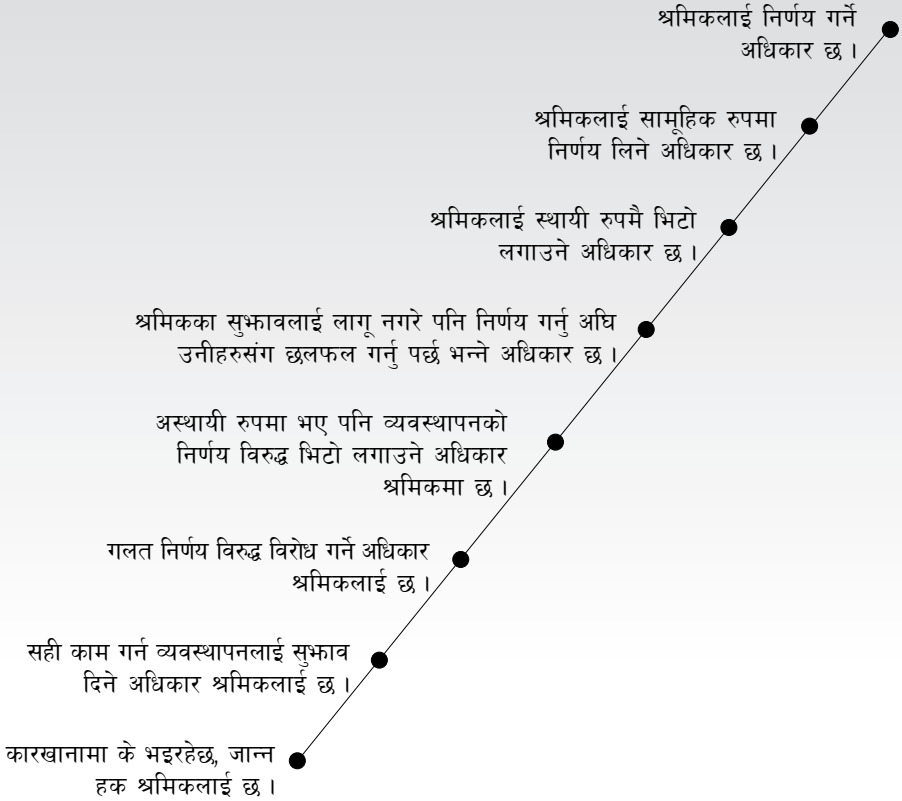 श्रमिकलाई निर्णय गर्ने
अधिकार छ ।
श्रमिकलाई सामूहिक रुपमा
निर्णय लिने अधिकार छ ।
श्रमिकलाई स्थायी रुपमै भिटो
लगाउने अधिकार छ ।
श्रमिकका सुझावलाई लागू नगरे पनि निर्णय गर्नु अघि
उनीहरुसंग छलफल गर्नु पर्छ भन्ने अधिकार छ ।
अस्थायी रुपमा भए पनि व्यवस्थापनको
निर्णय विरुद्ध भिटो लगाउने अधिकार
श्रमिकमा छ ।
गलत निर्णय विरुद्ध विरोध गर्ने अधिकार
श्रमिकलाई छ ।
सही काम गर्न व्यवस्थापनलाई सुझाव
दिने अधिकार श्रमिकलाई छ ।
कारखानामा के भइरहेछ, जान्न
हक श्रमिकलाई छ ।